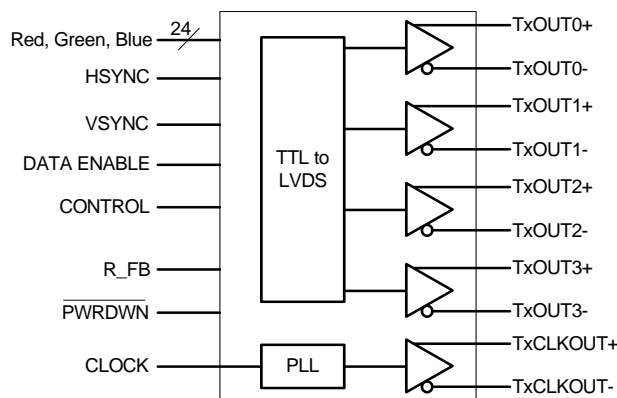 Red, Green, Blue
24
HSYNC
VSYNC
DATA ENABLE
CONTROL
R_FB
PWRDWN
CLOCK
TTL to
LVDS
PLL
TxOUT0+
TxOUT0-
TxOUT1+
TxOUT1-
TxOUT2+
TxOUT2-
TxOUT3+
TxOUT3-
TxCLKOUT+
TxCLKOUT-